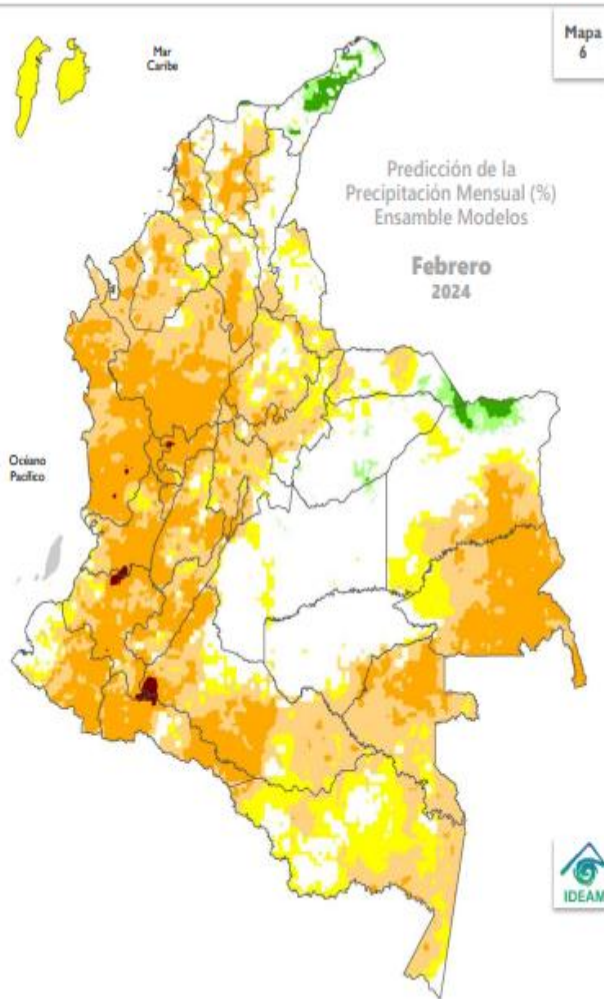 Mapa
6
Mar
Caribe
Predicción de la
Precipitación Mensual (%)
Ensamble Modelos
Febrero
2024
Océano
Pacífico
IDEAM